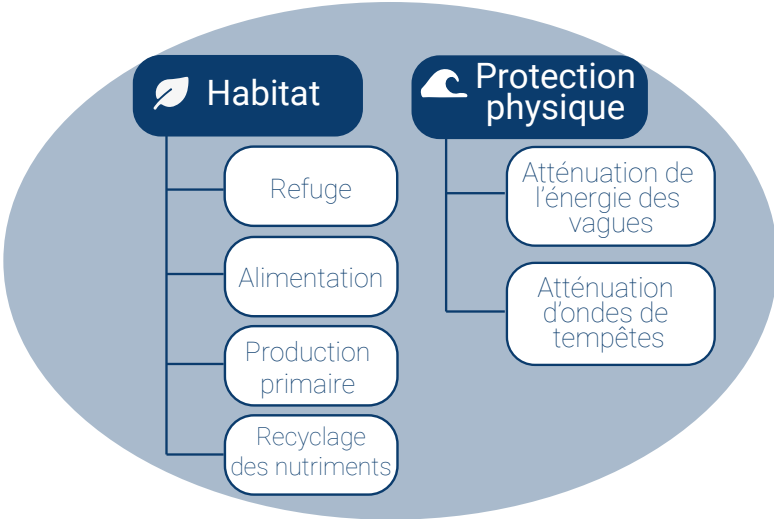 Habitat
Refuge
Alimentation
Production
primaire
Recyclage
des nutriments
Protection
physique
Atténuation de
l'énergie des
vagues
Atténuation
d'ondes de
tempêtes